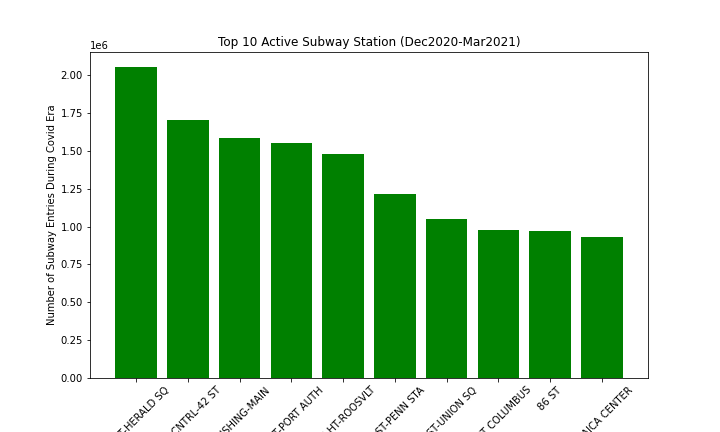 Top 10 Active Subway Station (Dec2020-Mar2021)
1e6
Number of Subway Entries During Covid Era
2.00
1.75
1.50
1.25
1.00
0.75
0.50
0.25
0.00
T-HERALD SQ
CNTRL-42 ST
SHING-MAIN
T-PORT AUTH
HT-ROOSVLT
ST-PENN STA
ST-UNION SQ
T COLUMBUS
86 ST
ICA CENTER